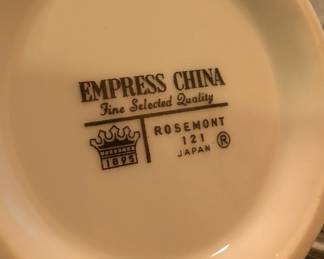 EMPRESS CHINA
Fine Selected Quality
1895
ROSEMONT
121
JAPAN ®